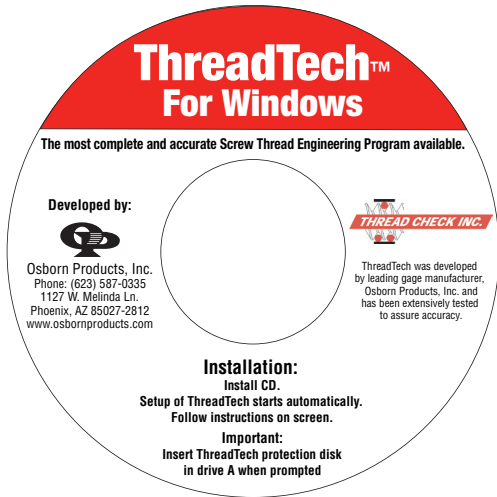 ThreadTech™
For Windows
The most complete and accurate Screw Thread Engineering Program available.
Developed by:
Osborn Products, Inc.
Phone: (623) 587-0335
1127 W. Melinda Ln.
Phoenix, AZ 85027-2812
www.osbornproducts.com
THREAD CHECK INC.
ThreadTech was developed
by leading gage manufacturer,
Osborn Products, Inc. and
has been extensively tested
to assure accuracy.
Installation:
Install CD.
Setup of ThreadTech starts automatically.
Follow instructions on screen.
Important:
Insert ThreadTech protection disk
in drive A when prompted